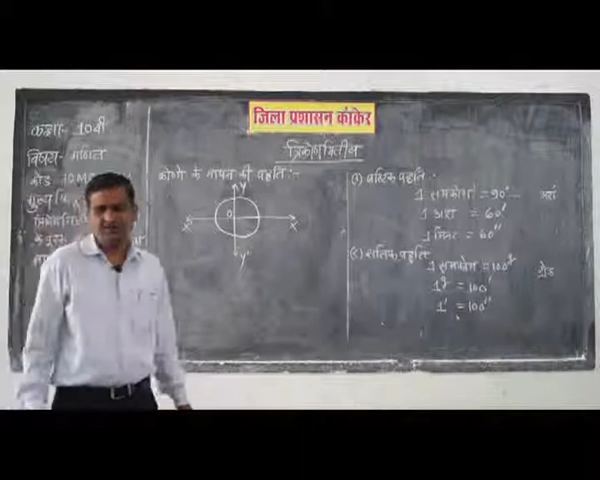 जिला प्रशासन कांकेर
कक्षा- 10वीं
विषय- गणित
कोड- 10M
मुख्य
त्रिकोणमितीय
कोणो के मापन की पद्धति:-
Y
O
X' X
Y'
(1) षाष्टिक पद्धति:-
1 समकोण = 90° अंश
1 अंश = 60'
1 मिनट = 60"
(2) शतिक पद्धति
1 समकोण = 100g ग्रेड
1g = 100'
1' = 100"